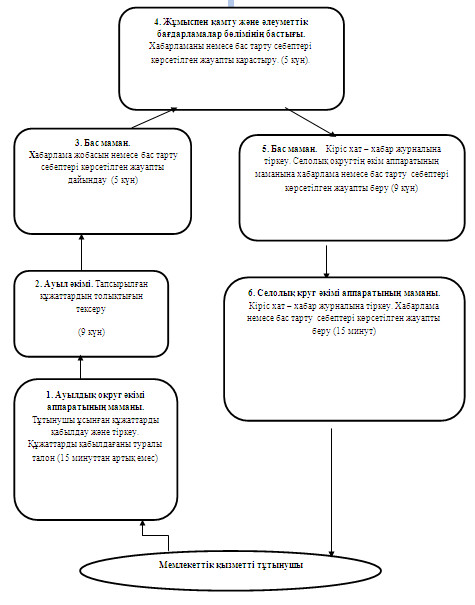 4. Жұмыспен қамту және әлеуметтік
бағдарламалар бөлімінің бастығы.
Хабарламаны немесе бас тарту себептері
көрсетілген жауапты қарастыру. (5 күн).
3. Бас маман.
Хабарлама жобасын немесе бас тарту
себептері көрсетілген жауапты
дайындау (5 күн)
5. Бас маман. Кіріс хат – хабар журналына
тіркеу. Селолық округтің әкім аппаратының
маманына хабарлама немесе бас тарту себептері
көрсетілген жауапты беру (9 күн)
2. Ауыл әкімі. Тапсырылған
құжаттардың толықтығын
тексеру
(9 күн)
6. Селолық круг әкімі аппаратының маманы.
Кіріс хат – хабар журналына тіркеу. Хабарлама
немесе бас тарту себептері көрсетілген жауапты
беру (15 минут)
1. Ауылдық округ әкімі
аппаратының маманы.
Тұтынушы ұсынған құжаттарды
қабылдау және тіркеу.
Құжаттарды қабылдағаны туралы
талон (15 минуттан артық емес)
Мемлекеттік қызметті тұтынушы